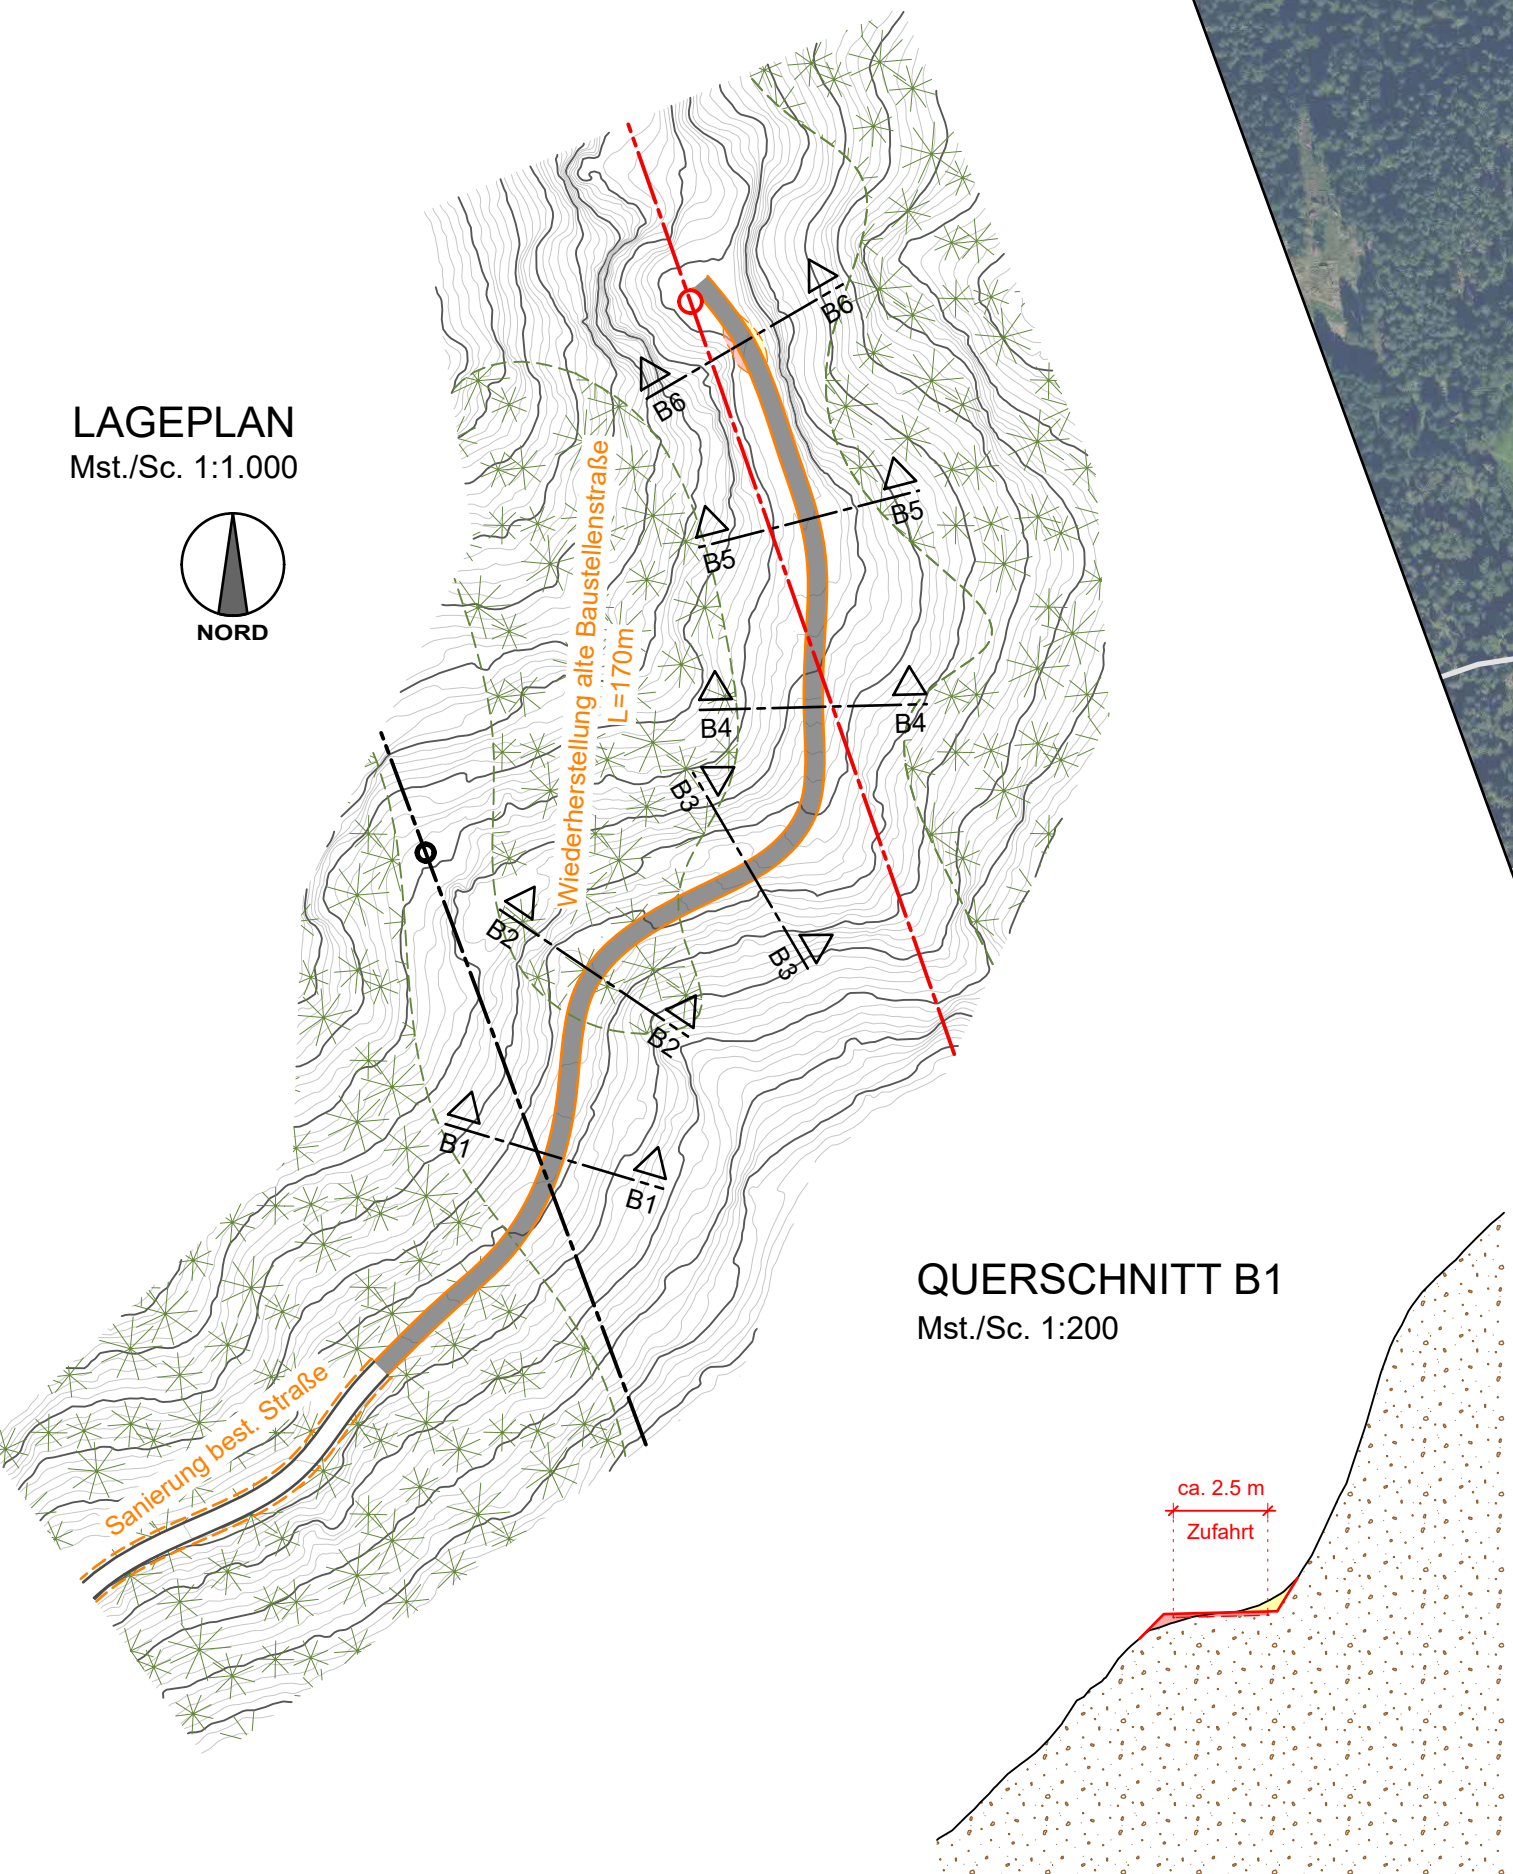 LAGEPLAN
Mst./Sc. 1:1.000
NORD
B6
B6
Wiederherstellung alte Baustellenstraße
L=170m
B5
B5
B4
B4
B3
B3
B2
B2
B1
B1
Sanierung best. Straße
QUERSCHNITT B1
Mst./Sc. 1:200
ca. 2.5 m
Zufahrt